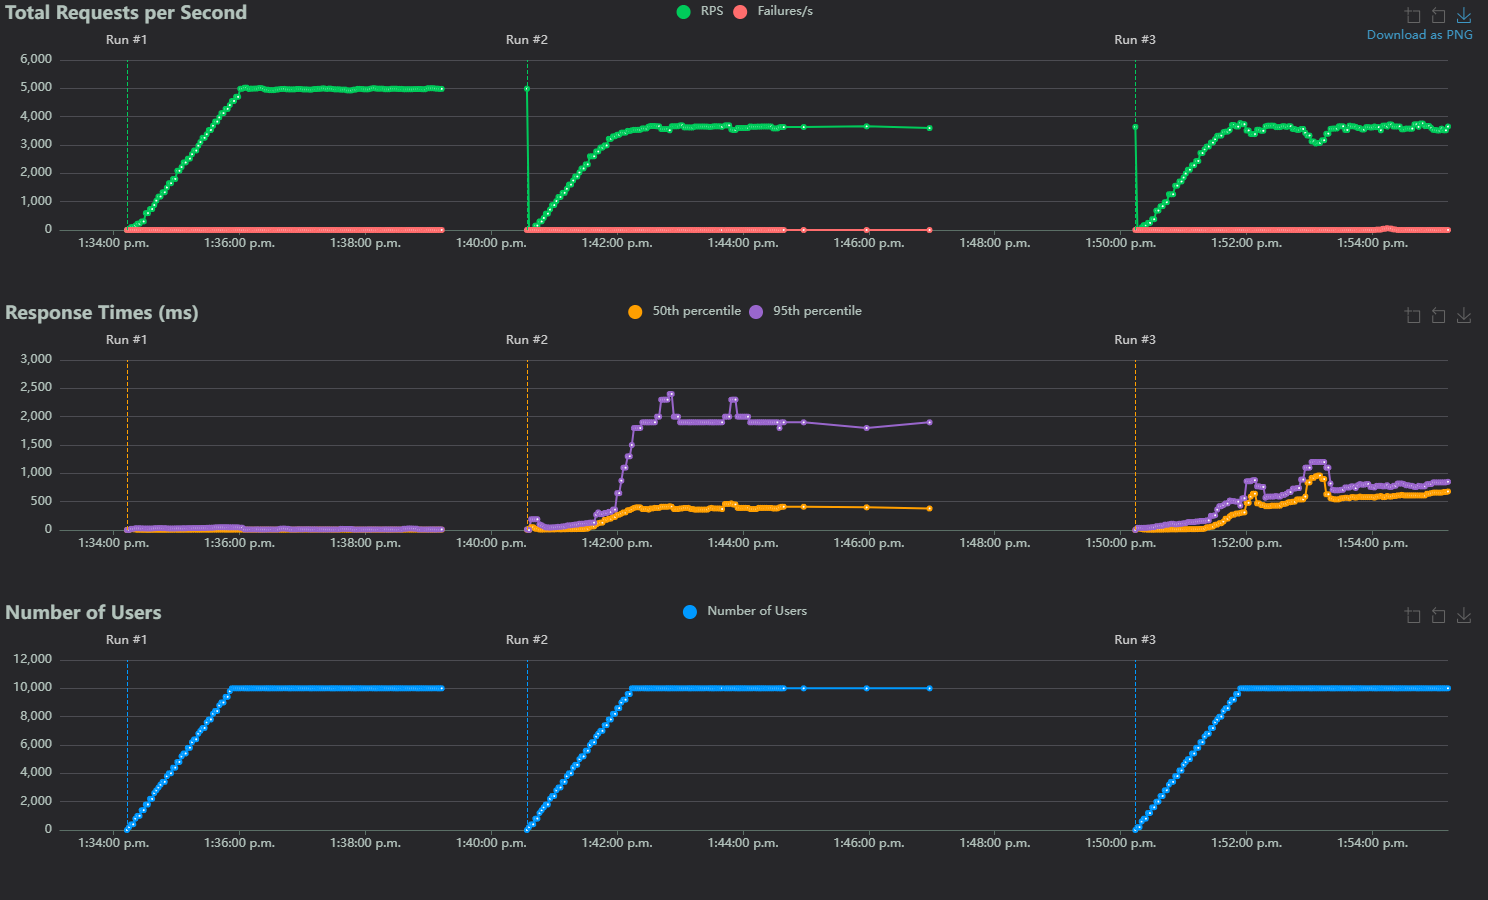 Total Requests per Second
RPS Failures/s
Download as PNG
Run #1 Run #2 Run #3
6,000
5,000
4,000
3,000
2,000
1,000
0
1:34:00 p.m. 1:36:00 p.m. 1:38:00 p.m. 1:40:00 p.m. 1:42:00 p.m. 1:44:00 p.m. 1:46:00 p.m. 1:48:00 p.m. 1:50:00 p.m. 1:52:00 p.m. 1:54:00 p.m.
Response Times (ms)
50th percentile 95th percentile
Run #1 Run #2 Run #3
3,000
2,500
2,000
1,500
1,000
500
0
1:34:00 p.m. 1:36:00 p.m. 1:38:00 p.m. 1:40:00 p.m. 1:42:00 p.m. 1:44:00 p.m. 1:46:00 p.m. 1:48:00 p.m. 1:50:00 p.m. 1:52:00 p.m. 1:54:00 p.m.
Number of Users
Number of Users
Run #1 Run #2 Run #3
12,000
10,000
8,000
6,000
4,000
2,000
0
1:34:00 p.m. 1:36:00 p.m. 1:38:00 p.m. 1:40:00 p.m. 1:42:00 p.m. 1:44:00 p.m. 1:46:00 p.m. 1:48:00 p.m. 1:50:00 p.m. 1:52:00 p.m. 1:54:00 p.m.